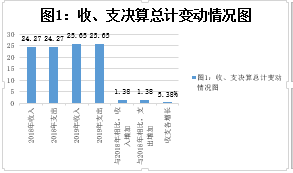 图1：收、支决算总计变动情况图
30
25
20
15
10
5
0
24.27
24.27
25.65
25.65
1.38
1.38
5.38%
2018年收入
2018年支出
2019年收入
2019年支出
与2018年相比，收
入增加
与2018年相比，支
出增加
收支各增长
图1：收、支决算总计变动
情况图